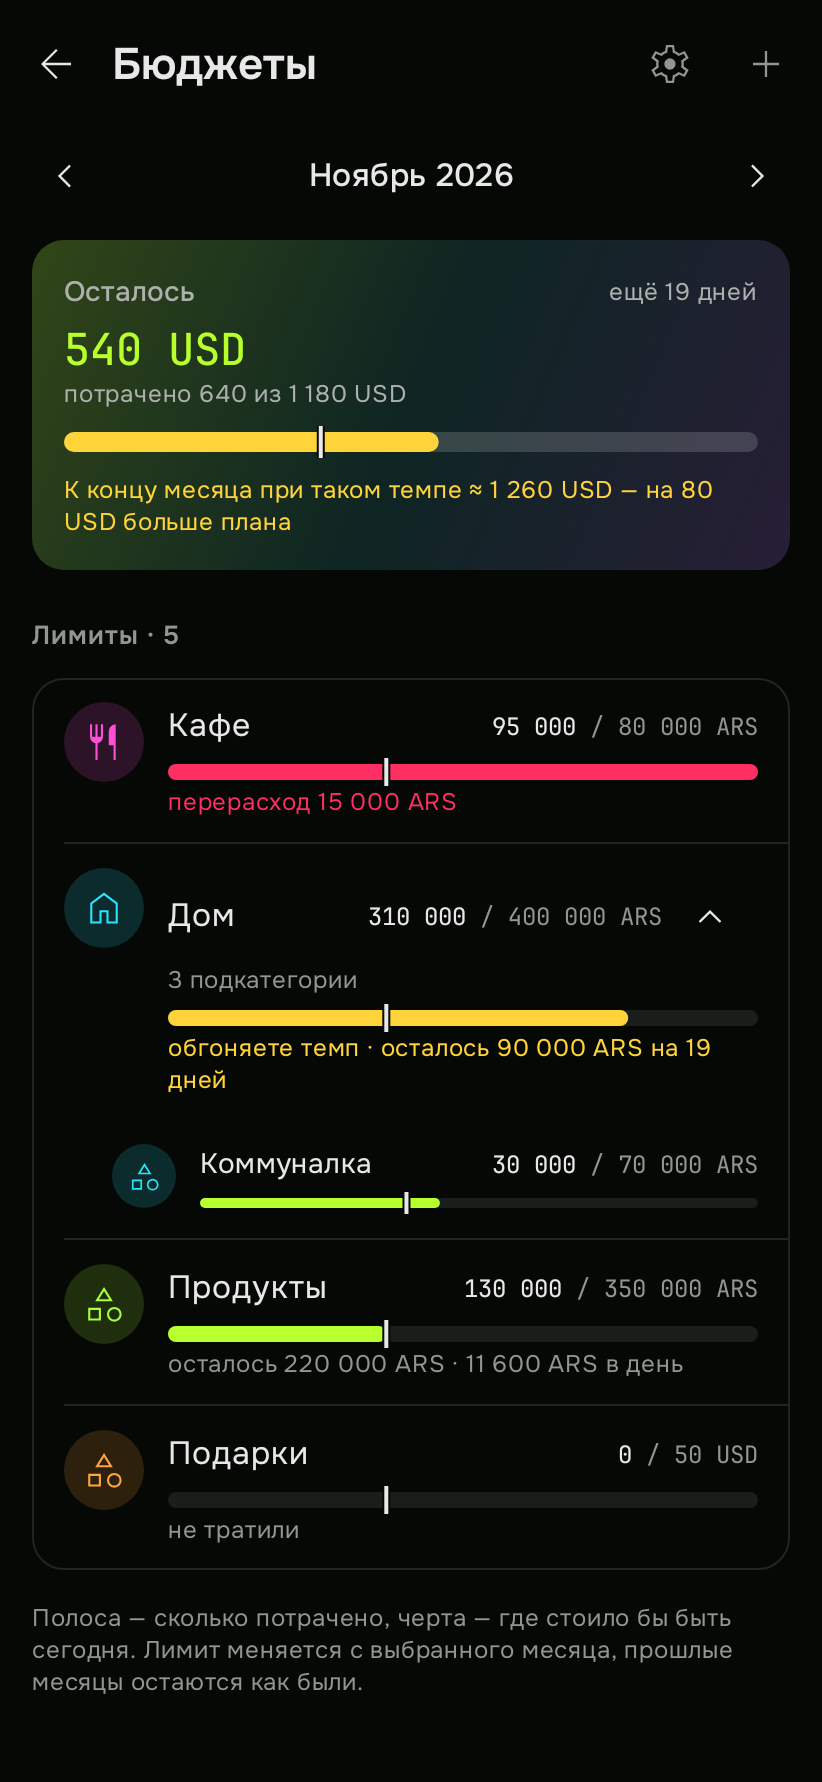 Бюджеты
Ноябрь 2026
Осталось
ещё 19 дней
540 USD
потрачено 640 из 1 180 USD
К концу месяца при таком темпе ≈ 1 260 USD — на 80
USD больше плана
Лимиты · 5
Кафе
95 000 / 80 000 ARS
перерасход 15 000 ARS
Дом
310 000 / 400 000 ARS
3 подкатегории
обгоняете темп · осталось 90 000 ARS на 19
дней
Коммуналка
30 000 / 70 000 ARS
Продукты
130 000 / 350 000 ARS
осталось 220 000 ARS · 11 600 ARS в день
Подарки
0 / 50 USD
не тратили
Полоса — сколько потрачено, черта — где стоило бы быть
сегодня. Лимит меняется с выбранного месяца, прошлые
месяцы остаются как были.